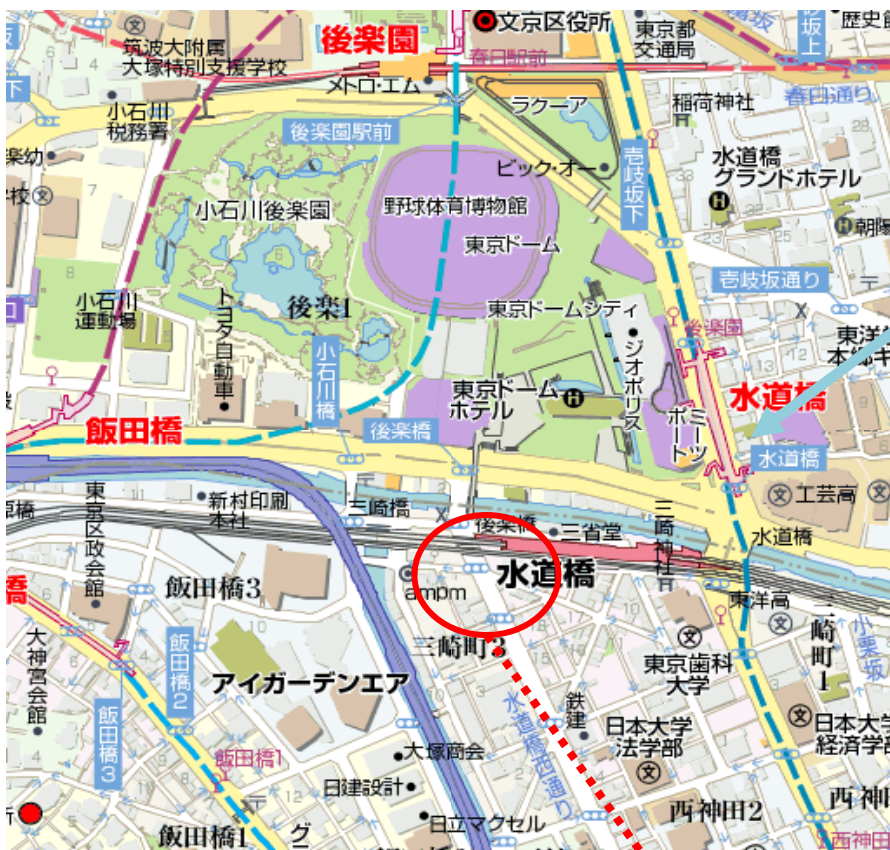 後楽園
文京区役所
東京都
交通局
坂上
歴史館
筑波大附属
大塚特別支援学校
春日駅前
メトロ・エム
ラクーア
春日通り
小石川
税務署
後楽園駅前
稲荷神社
坂下
楽幼
ビック・オー
壱岐坂下
水道橋
グランドホテル
小石川後楽園
野球体育博物館
東京ドーム
朝陽
壱岐坂通り
小石川
運動場
トヨタ自動車
後楽1
東京ドームシティ
ジオポリス
後楽園
小石川橋
東京ドーム
ホテル
ミーツ
ポート
水道橋
飯田橋
後楽橋
水道橋
工芸高
東京区政会館
新村印刷
本社
三崎橋
後楽橋
三省堂
三崎神社
水道橋
水道橋
飯田橋3
ampm
東洋高
三崎町3
三崎町1
小栗坂
大神宮会館
飯田橋2
アイガーデンエア
東京歯科
大学
飯田橋3
水道橋西通り
鉄建
日本大学
法学部
日本大学
経済学部
飯田橋1
大塚商会
日建設計
日立マクセル
西神田2
西神田
飯田橋1